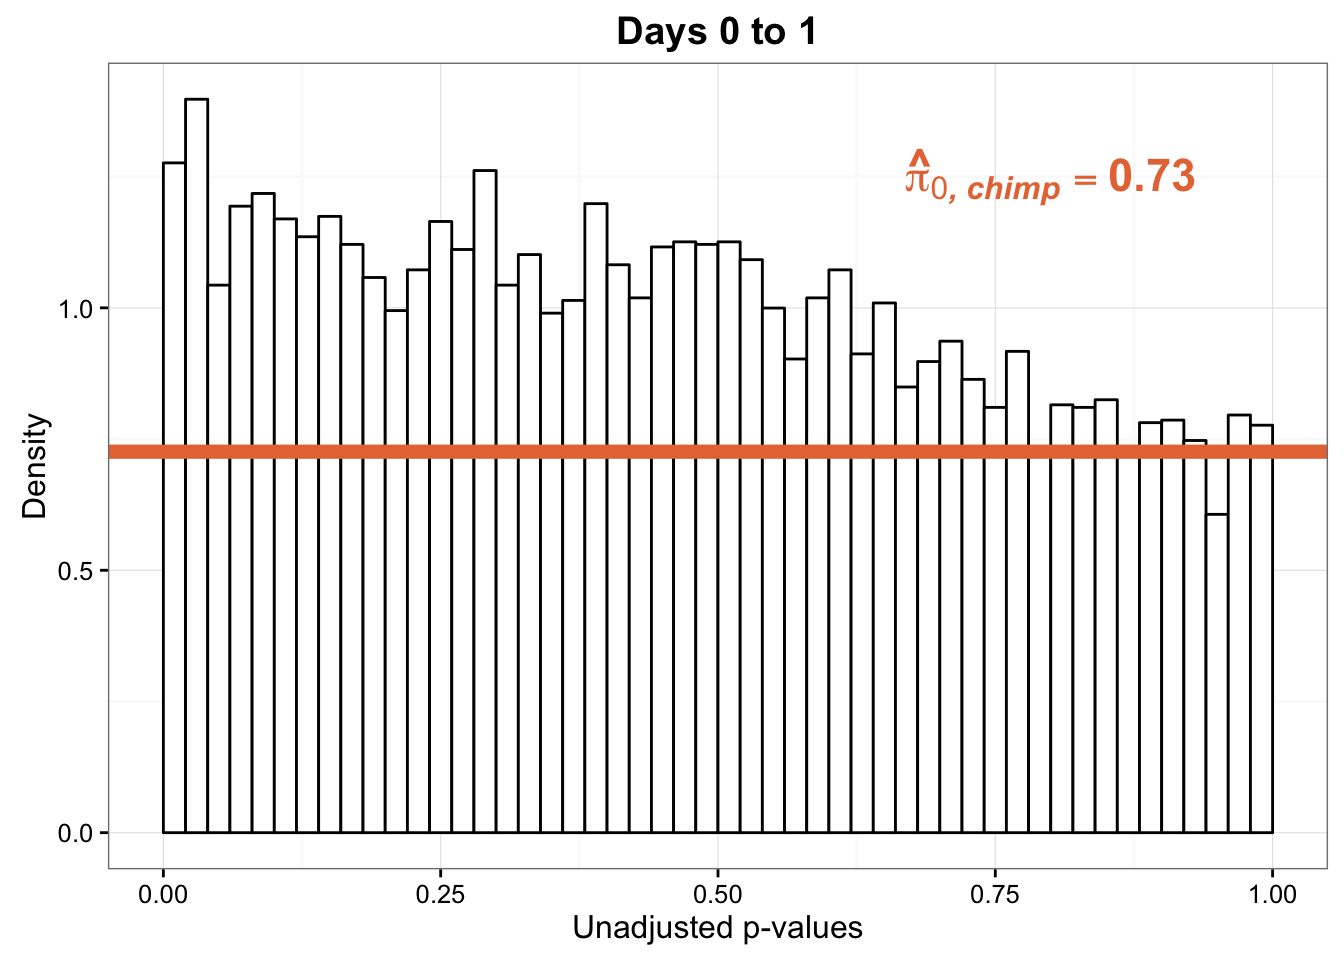 Days 0 to 1
π̂0, chimp = 0.73
Density
1.0
0.5
0.0
0.00 0.25 0.50 0.75 1.00
Unadjusted p-values